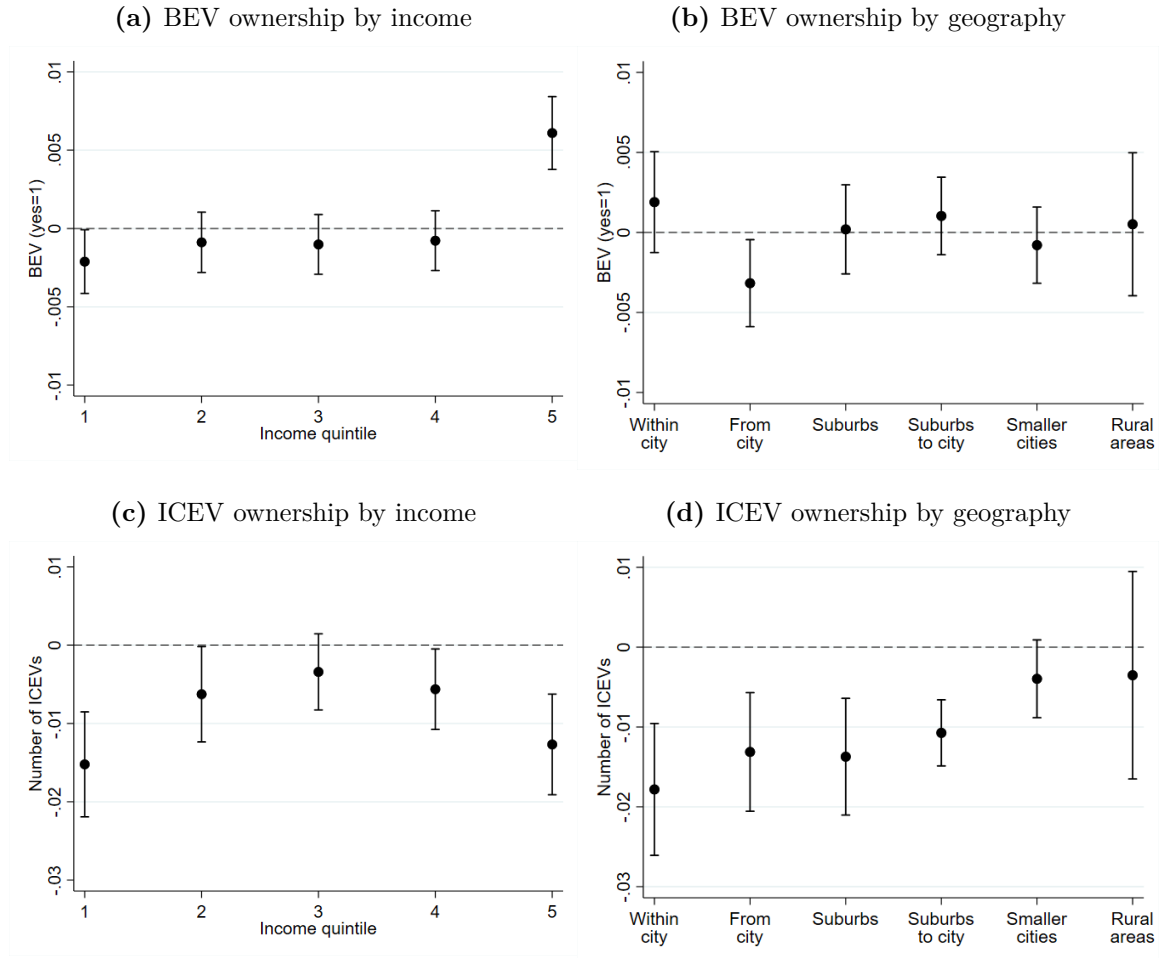 (a) BEV ownership by income
BEV (yes=1)
.01
.005
0
-.005
-.01
1 2 3 4 5
Income quintile
(b) BEV ownership by geography
BEV (yes=1)
.01
.005
0
-.005
-.01
Within From Suburbs Suburbs Smaller Rural
city city to city cities areas
(c) ICEV ownership by income
Number of ICEVs
.01
0
-.01
-.02
-.03
1 2 3 4 5
Income quintile
(d) ICEV ownership by geography
Number of ICEVs
.01
0
-.01
-.02
-.03
Within From Suburbs Suburbs Smaller Rural
city city to city cities areas